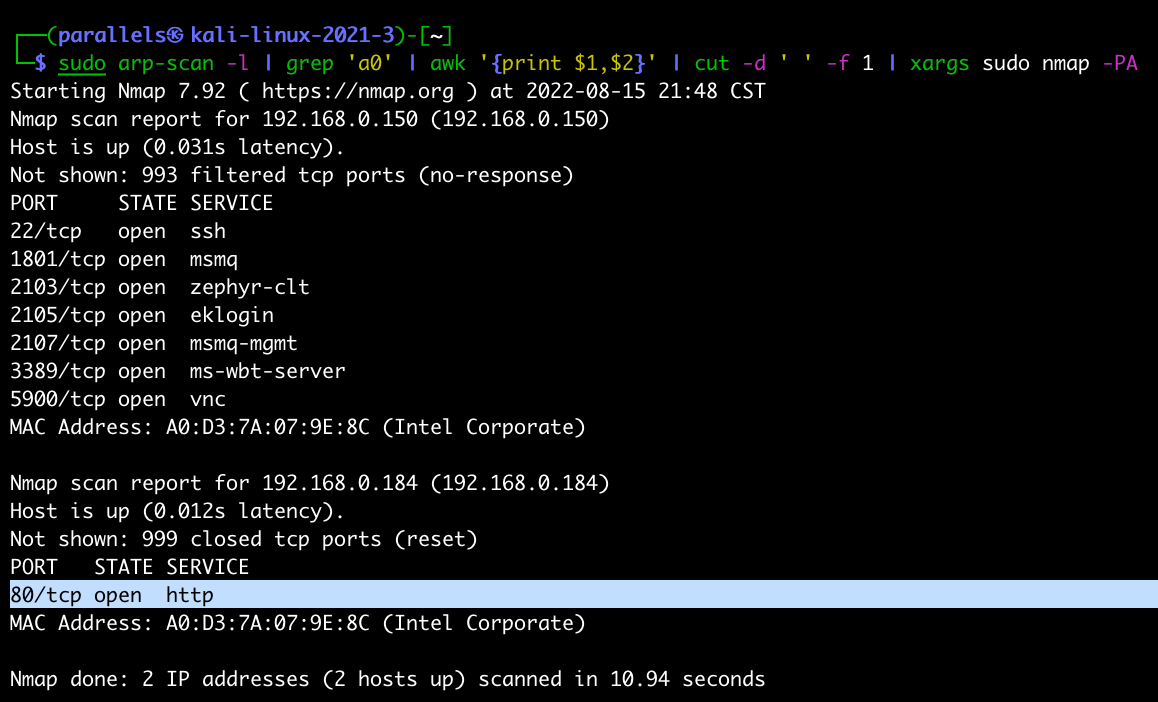 ┌──(parallels㉿kali-linux-2021-3)-[~]
└─$ sudo arp-scan -l | grep 'a0' | awk '{print $1,$2}' | cut -d ' ' -f 1 | xargs sudo nmap -PA
Starting Nmap 7.92 ( https://nmap.org ) at 2022-08-15 21:48 CST
Nmap scan report for 192.168.0.150 (192.168.0.150)
Host is up (0.031s latency).
Not shown: 993 filtered tcp ports (no-response)
PORT     STATE SERVICE
22/tcp   open  ssh
1801/tcp open  msmq
2103/tcp open  zephyr-clt
2105/tcp open  eklogin
2107/tcp open  msmq-mgmt
3389/tcp open  ms-wbt-server
5900/tcp open  vnc
MAC Address: A0:D3:7A:07:9E:8C (Intel Corporate)

Nmap scan report for 192.168.0.184 (192.168.0.184)
Host is up (0.012s latency).
Not shown: 999 closed tcp ports (reset)
PORT   STATE SERVICE
80/tcp open  http
MAC Address: A0:D3:7A:07:9E:8C (Intel Corporate)

Nmap done: 2 IP addresses (2 hosts up) scanned in 10.94 seconds